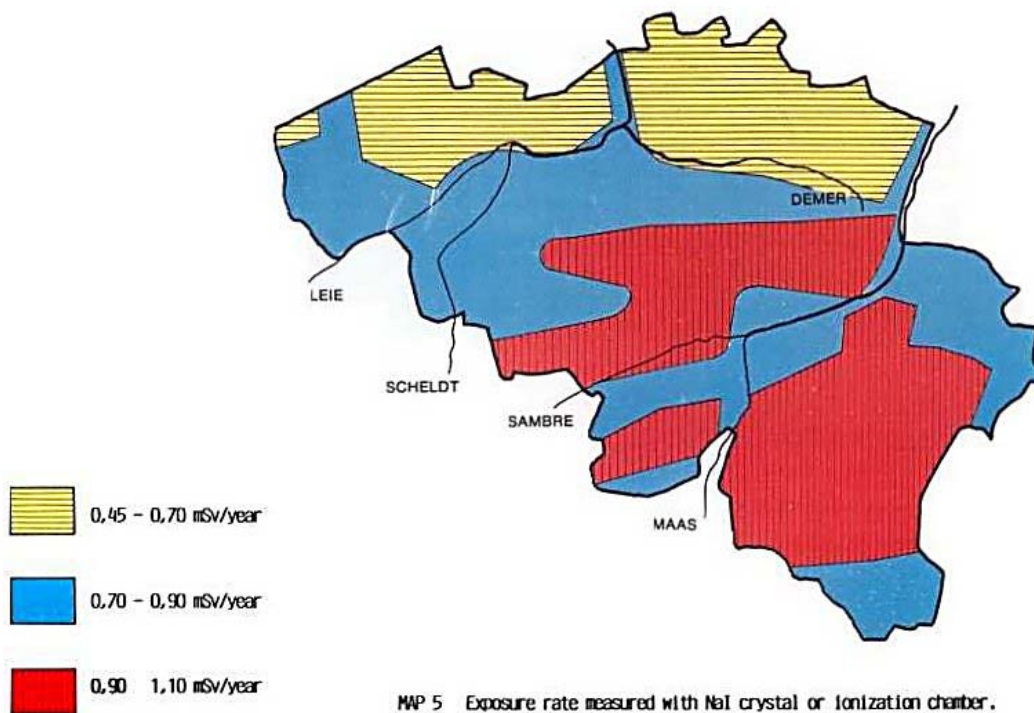 DEMER
LEIE
SCHELDT
SAMBRE
MAAS
0,45 - 0,70 mSv/year
0,70 - 0,90 mSv/year
0,90 1,10 mSv/year
MAP 5 Exposure rate measured with NaI crystal or ionization chamber.